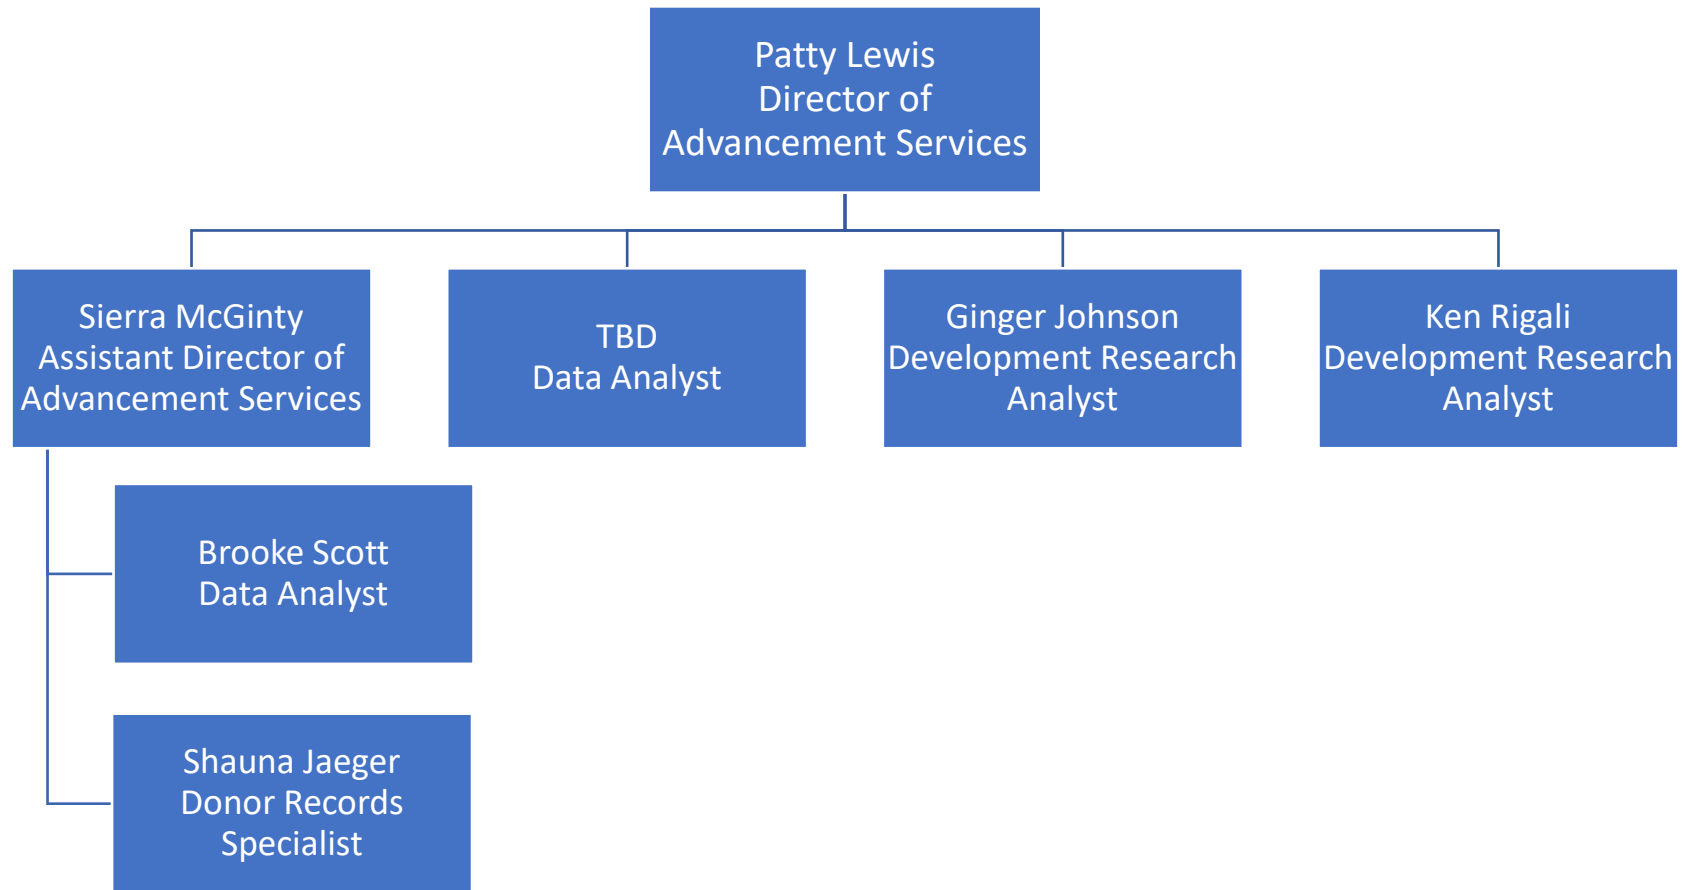 Patty Lewis
Director of
Advancement Services
Sierra McGinty
Assistant Director of
Advancement Services
TBD
Data Analyst
Ginger Johnson
Development Research
Analyst
Ken Rigali
Development Research
Analyst
Brooke Scott
Data Analyst
Shauna Jaeger
Donor Records
Specialist